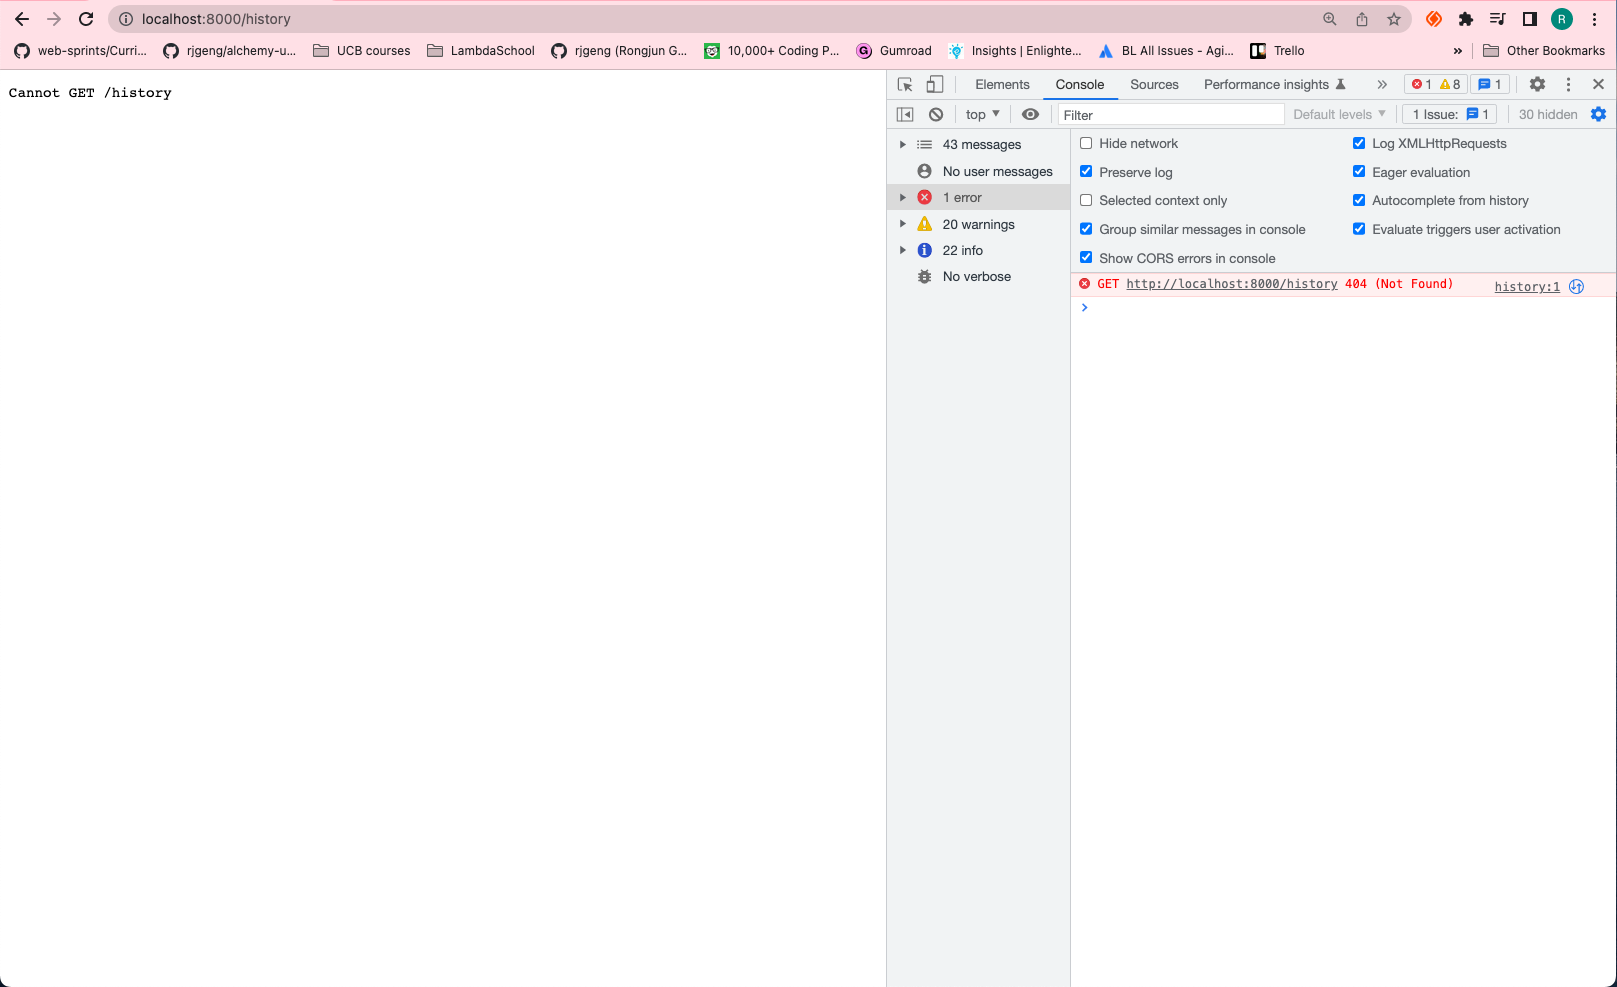 localhost:8000/history
R
web-sprints/Curri...
rjgeng/alchemy-u...
UCB courses
LambdaSchool
rjgeng (Rongjun G...
10,000+ Coding P...
Gumroad
Insights | Enlighte...
BL All Issues - Agi...
Trello
»
Other Bookmarks
Cannot GET /history
Elements
Console
Sources
Performance insights
»
1
8
1
top
Filter
Default levels
1 Issue:
1
30 hidden
43 messages
No user messages
1 error
20 warnings
22 info
No verbose
Hide network
Log XMLHttpRequests
Preserve log
Eager evaluation
Selected context only
Autocomplete from history
Group similar messages in console
Evaluate triggers user activation
Show CORS errors in console
GET http://localhost:8000/history 404 (Not Found)
history:1